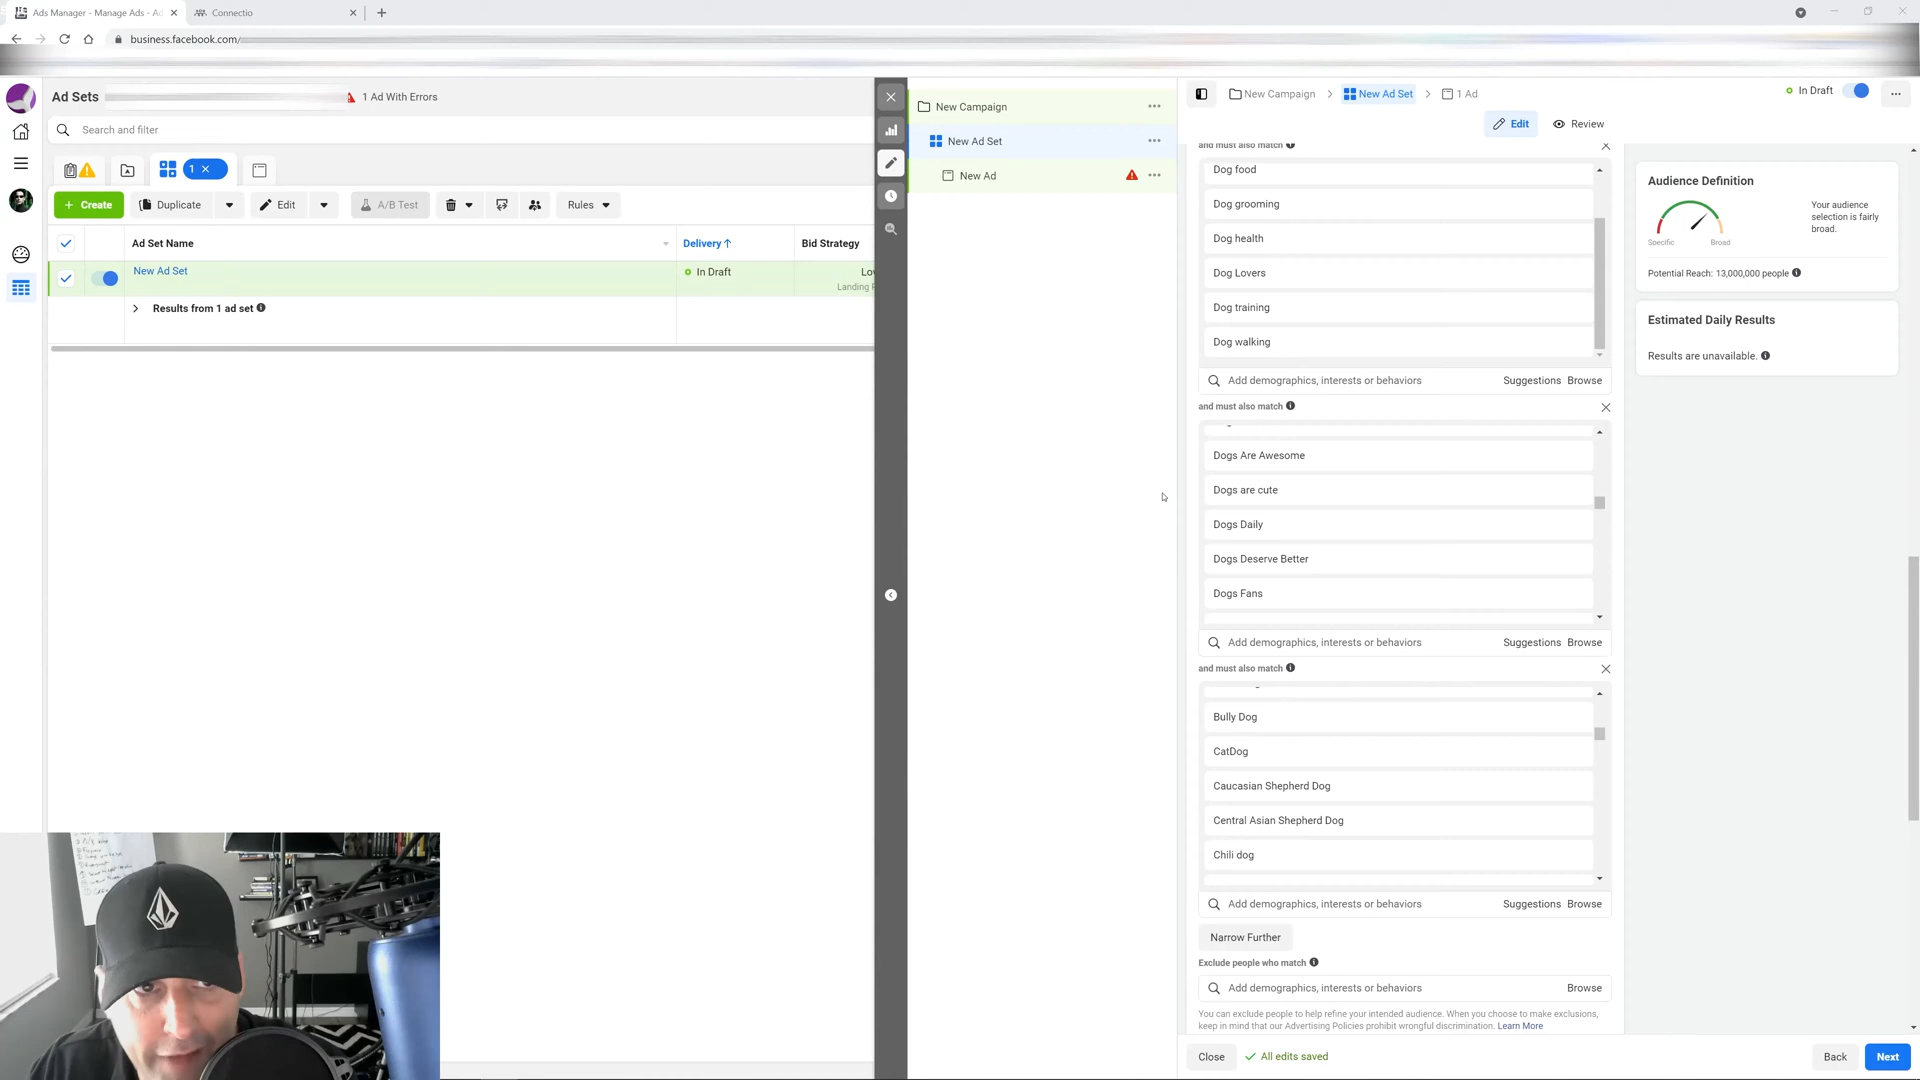 Ads Manager - Manage Ads - Ad
Connectio
business.facebook.com/
Ad Sets
1 Ad With Errors
Search and filter
1
Create
Duplicate
Edit
A/B Test
Rules
Ad Set Name
Delivery ↑
Bid Strategy
New Ad Set
In Draft
Lo
Landing P
Results from 1 ad set
New Campaign
New Ad Set
New Ad
New Campaign
New Ad Set
1 Ad
In Draft
Edit
Review
and must also match
Dog food
Dog grooming
Dog health
Dog Lovers
Dog training
Dog walking
Add demographics, interests or behaviors
Suggestions
Browse
and must also match
Dogs Are Awesome
Dogs are cute
Dogs Daily
Dogs Deserve Better
Dogs Fans
Add demographics, interests or behaviors
Suggestions
Browse
and must also match
Bully Dog
CatDog
Caucasian Shepherd Dog
Central Asian Shepherd Dog
Chili dog
Add demographics, interests or behaviors
Suggestions
Browse
Narrow Further
Exclude people who match
Add demographics, interests or behaviors
Browse
You can exclude people to help refine your intended audience. When you choose to make exclusions,
keep in mind that our Advertising Policies prohibit wrongful discrimination. Learn More
Close
All edits saved
Back
Next
Audience Definition
Your audience
selection is fairly
broad.
Specific
Broad
Potential Reach: 13,000,000 people
Estimated Daily Results
Results are unavailable.